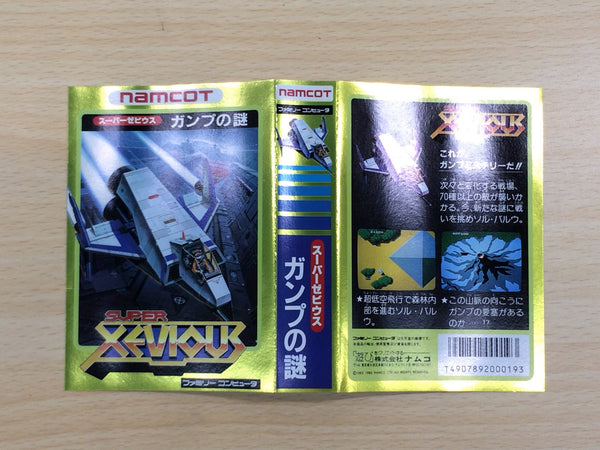 namcot
スーパーゼビウス
ガンプの謎
SUPER
XEVIOUS
ファミリー コンピュータ
namcot
ファミリー コンピュータ
スーパーゼビウス
ガンプの謎
XEVIOUS
これが
ガンプミステリーだ!!
次々と変化する戦場、
70種以上の敵が襲いか
かる。今、新たな謎に戦
いを挑めソル・バルウ。
★超低空飛行で森林内
部を進むソル・バル
ウ。
★この山脈の向こうに
ガンプの要塞がある
のか……!?
ファミリー コンピュータ
株式会社 ナムコ
T4907892000193